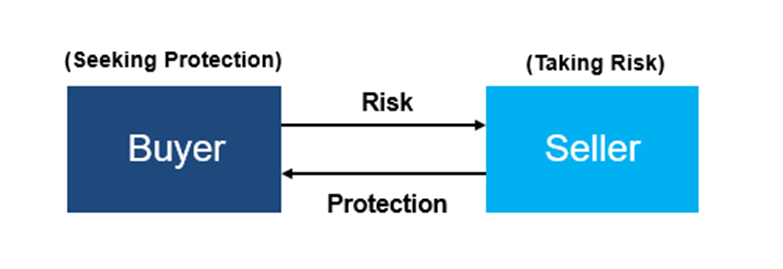 (Seeking Protection)
(Taking Risk)
Risk
Buyer
Seller
Protection